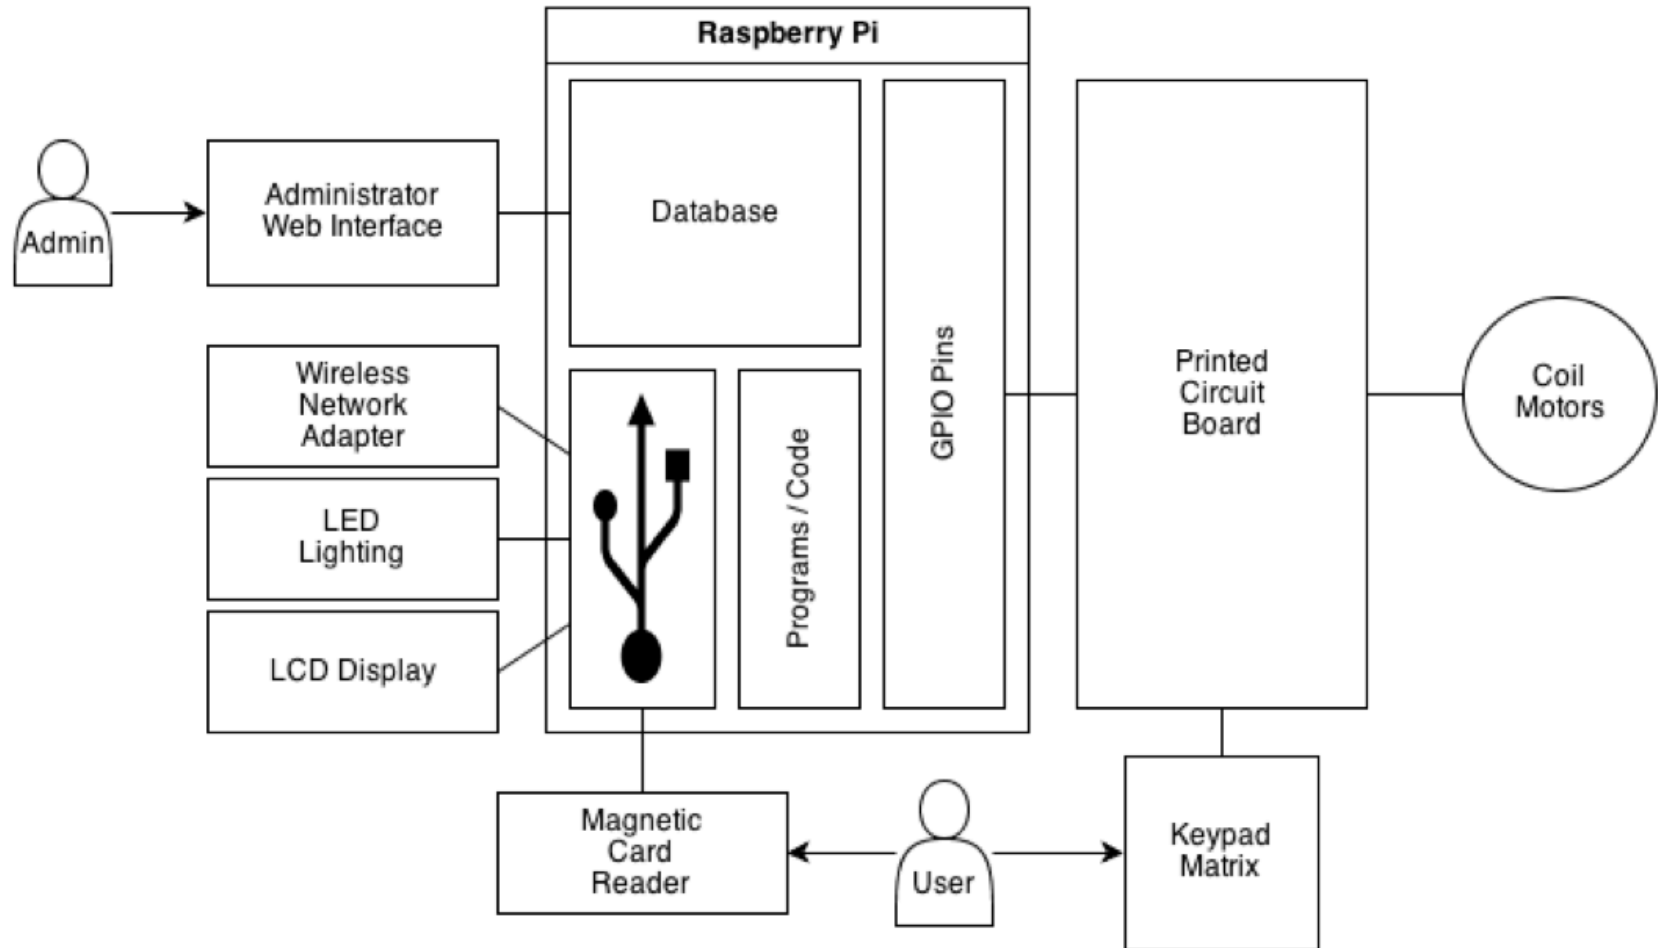 Raspberry Pi
Admin
Administrator
Web Interface
Database
GPIO Pins
Printed
Circuit
Board
Coil
Motors
Wireless
Network
Adapter
LED
Lighting
LCD Display
Programs / Code
Magnetic
Card
Reader
User
Keypad
Matrix